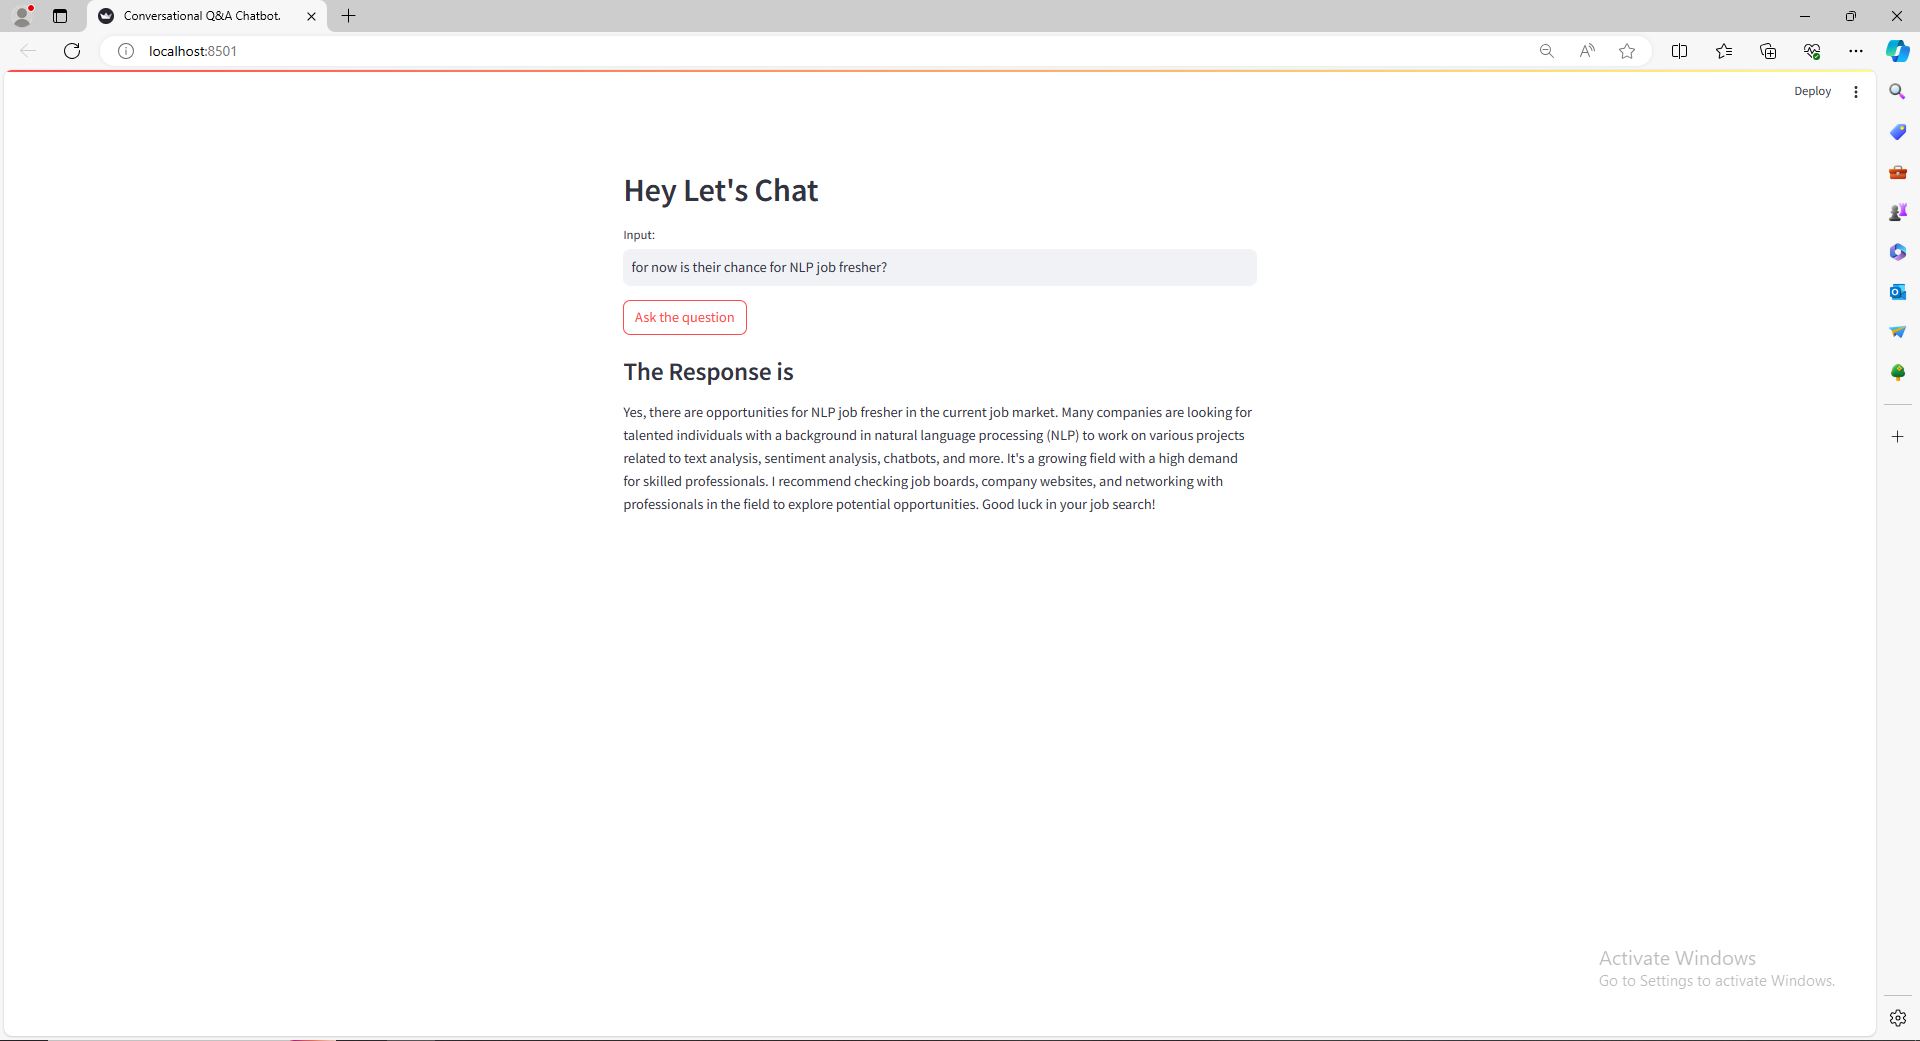 Conversational Q&A Chatbot.
localhost:8501
Deploy
Hey Let's Chat
Input:
for now is their chance for NLP job fresher?
Ask the question
The Response is
Yes, there are opportunities for NLP job fresher in the current job market. Many companies are looking for
talented individuals with a background in natural language processing (NLP) to work on various projects
related to text analysis, sentiment analysis, chatbots, and more. It's a growing field with a high demand
for skilled professionals. I recommend checking job boards, company websites, and networking with
professionals in the field to explore potential opportunities. Good luck in your job search!
Activate Windows
Go to Settings to activate Windows.